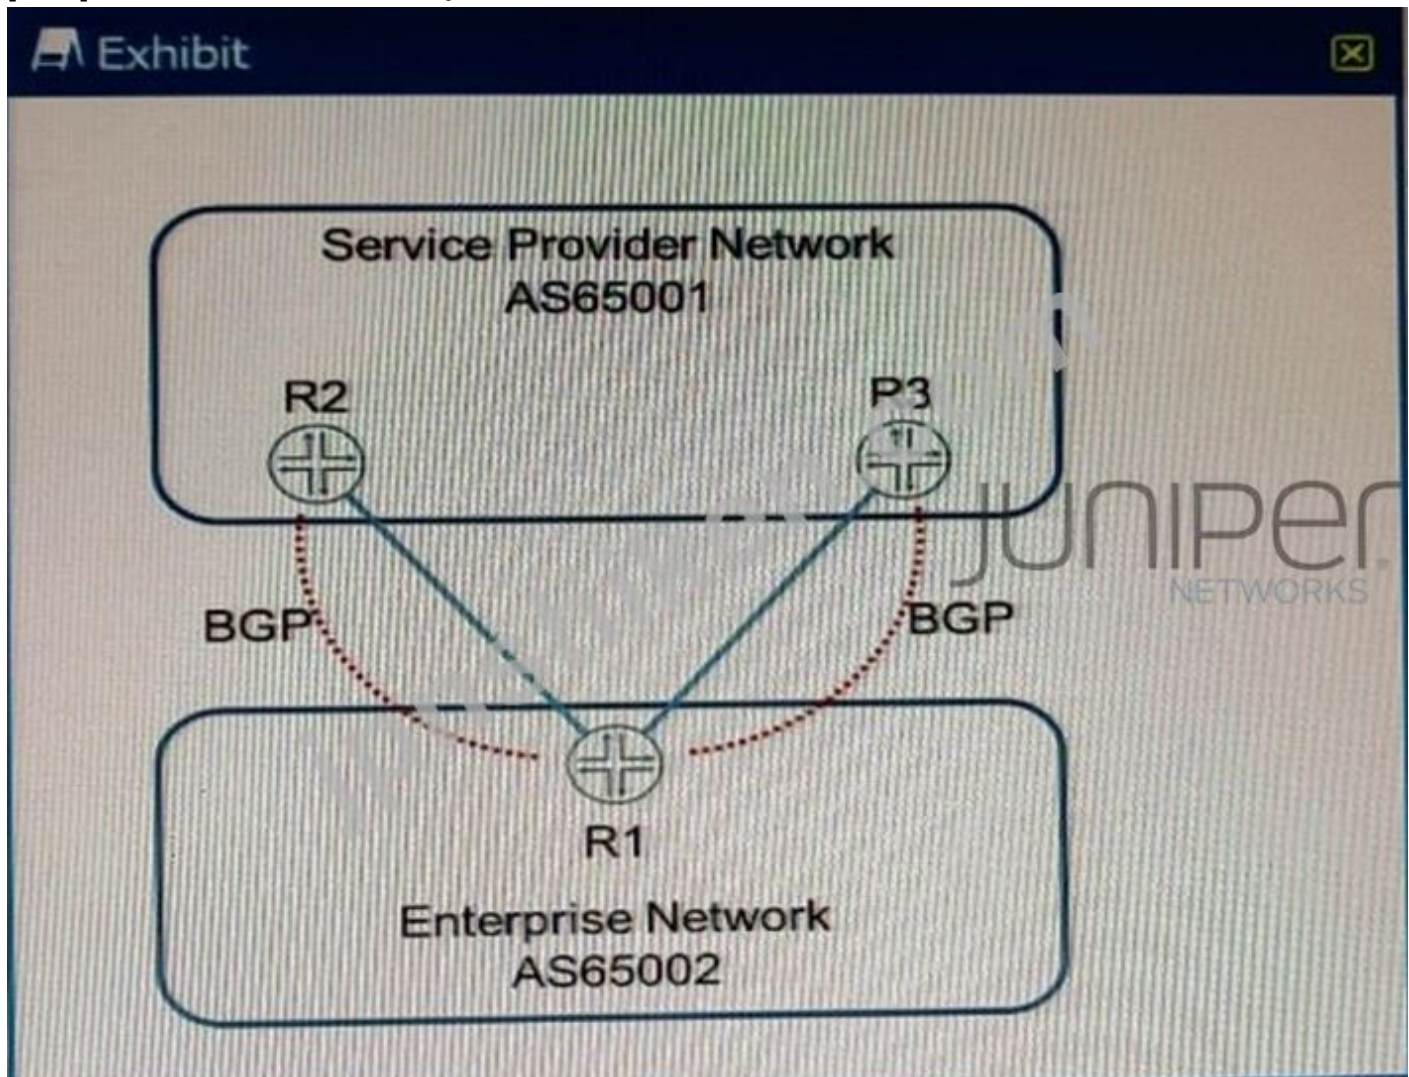 Exhibit
Service Provider Network
AS65001
R2
R3
BGP
BGP
JUNIPer
NETWORKS
R1
Enterprise Network
AS65002